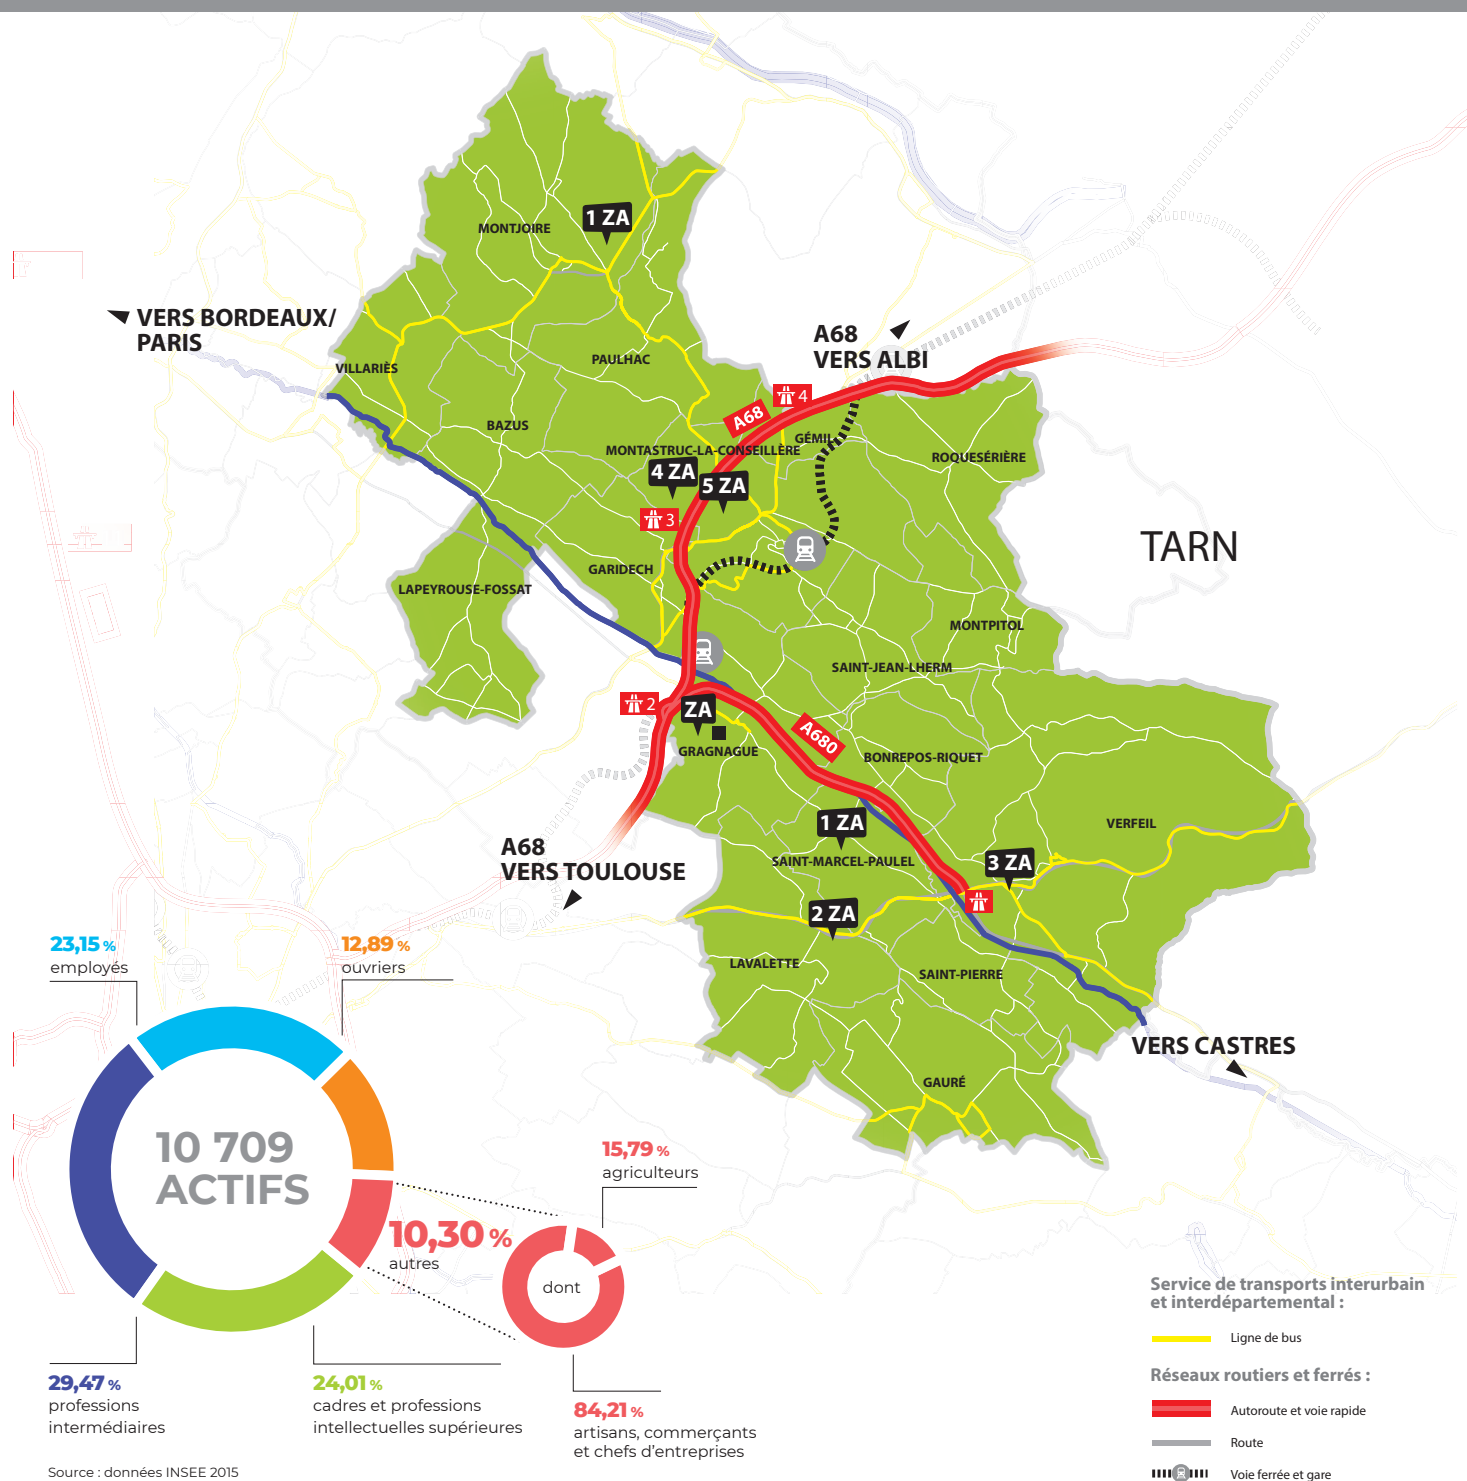 MONTJOIRE
1 ZA
VERS BORDEAUX/
PARIS
A68
VERS ALBI
VILLARIÈS
PAULHAC
4
A68
BAZUS
GÉMIL
MONTASTRUC-LA-CONSEILLÈRE
ROQUESÉRIÈRE
4 ZA
5 ZA
3
TARN
GARIDECH
LAPEYROUSE-FOSSAT
MONTPITOL
SAINT-JEAN-LHERM
2
ZA
A680
GRAGNAGUE
BONREPOS-RIQUET
1 ZA
VERFEIL
A68
VERS TOULOUSE
SAINT-MARCEL-PAULEL
3 ZA
2 ZA
LAVALETTE
SAINT-PIERRE
VERS CASTRES
GAURÉ
23,15 %
employés
12,89 %
ouvriers
10 709
ACTIFS
10,30 %
autres
15,79 %
agriculteurs
dont
29,47 %
professions
intermédiaires
24,01 %
cadres et professions
intellectuelles supérieures
84,21 %
artisans, commerçants
et chefs d'entreprises
Source : données INSEE 2015
Service de transports interurbain
et interdépartemental :
Ligne de bus
Réseaux routiers et ferrés :
Autoroute et voie rapide
Route
Voie ferrée et gare